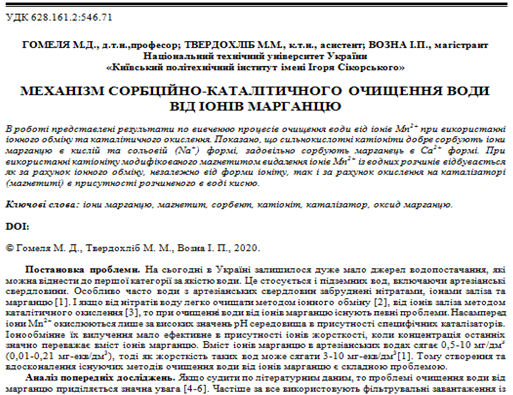 УДК 628.161.2:546.71
ГОМЕЛЯ М.Д., д.т.н.,професор; ТВЕРДОХЛІБ М.М., к.т.н., асистент; ВОЗНА І.П., магістрант
Національний технічний університет України
«Київський політехнічний інститут імені Ігоря Сікорського»
МЕХАНІЗМ СОРБЦІЙНО-КАТАЛІТИЧНОГО ОЧИЩЕННЯ ВОДИ
ВІД ІОНІВ МАРГАНЦЮ
В роботі представлені результати по вивченню процесів очищення води від іонів Mn²⁺ при використанні
іонного обміну та каталітичного окислення. Показано, що сильнокислотні катіоніти добре сорбують іони
марганцю в кислій та сольовій (Na⁺) формі, задовільно сорбують марганець в Ca²⁺ формі. При
використанні катіоніту модифікованого магнетитом видалення іонів Mn²⁺ із водних розчинів відбувається
як за рахунок іонного обміну, незалежно від форми іоніту, так і за рахунок окислення на каталізаторі
(магнетиті) в присутності розчиненого в воді кисню.
Ключові слова: іони марганцю, магнетит, сорбент, катіоніт, каталізатор, оксид марганцю.
DOI:
© Гомеля М. Д., Твердохліб М. М., Возна І. П., 2020.
Постановка проблеми. На сьогодні в Україні залишилося дуже мало джерел водопостачання, які
можна віднести до першої категорії за якістю води. Це стосується і підземних вод, включаючи артезіанські
свердловини. Особливо часто води з артезіанських свердловин забруднені нітратами, іонами заліза та
марганцю [1]. І якщо від нітратів воду легко очищати методом іонного обміну [2], від іонів заліза методом
каталітичного окислення [3], то при очищенні води від іонів марганцю існують певні проблеми. Насамперед
іони Mn²⁺ окислюються лише за високих значень pH середовища в присутності специфічних каталізаторів.
Іонообмінне їх вилучення мало ефективне в присутності іонів жорсткості, коли концентрація останніх
значно переважає вміст іонів марганцю. Вміст іонів марганцю в артезіанських водах сягає 0,5-10 мг/дм³
(0,01-0,21 мг-екв/дм³), тоді як жорсткість таких вод може сягати 3-10 мг-екв/дм³[1]. Тому створення та
вдосконалення існуючих методів очищення води від іонів марганцю є складною проблемою.
Аналіз попередніх досліджень. Якщо судити по літературним даним, то проблемі очищення води від
марганцю приділяється значна увага [4-6]. Частіше за все використовують фільтрувальні завантаження із